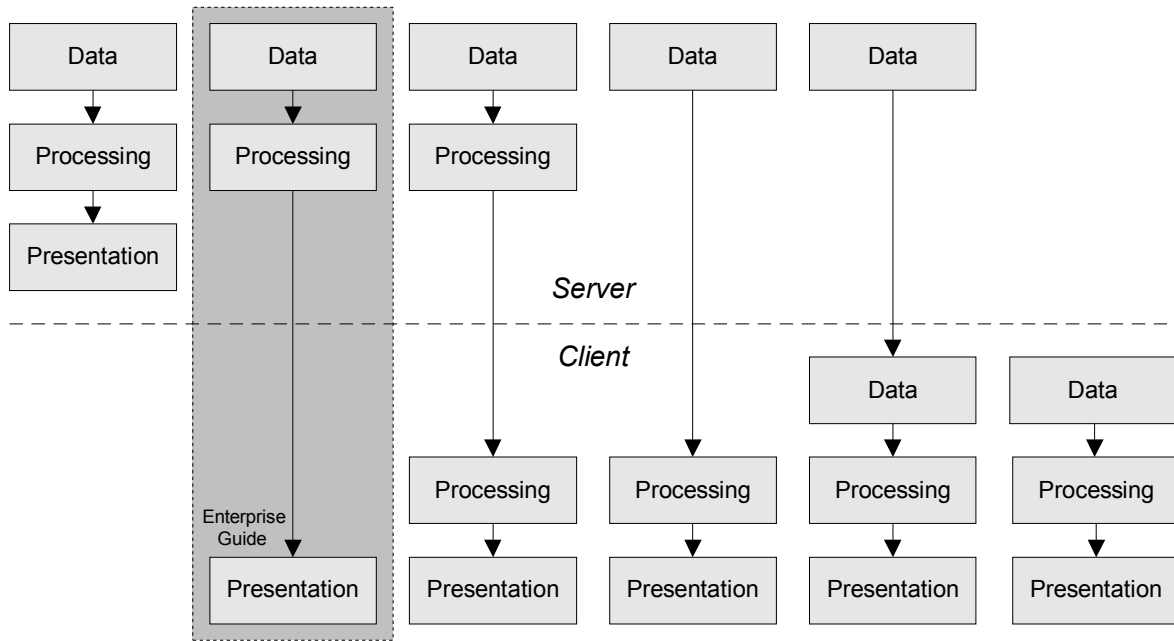 Data
Data
Data
Data
Data
Processing
Processing
Processing
Presentation
Server
Client
Data
Data
Processing
Processing
Processing
Processing
Enterprise
Guide
Presentation
Presentation
Presentation
Presentation
Presentation